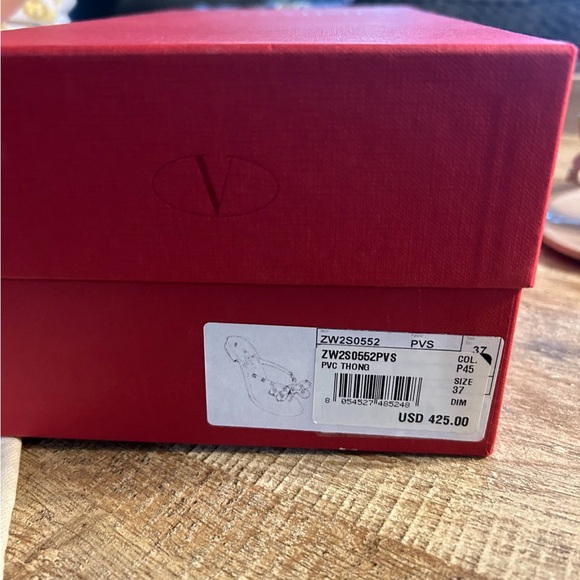 V
ZW2S0552 PVS 37
ZW2S0552PVS COL.
PVC THONG P45
SIZE
37
8 054527 485248 DIM
USD 425.00